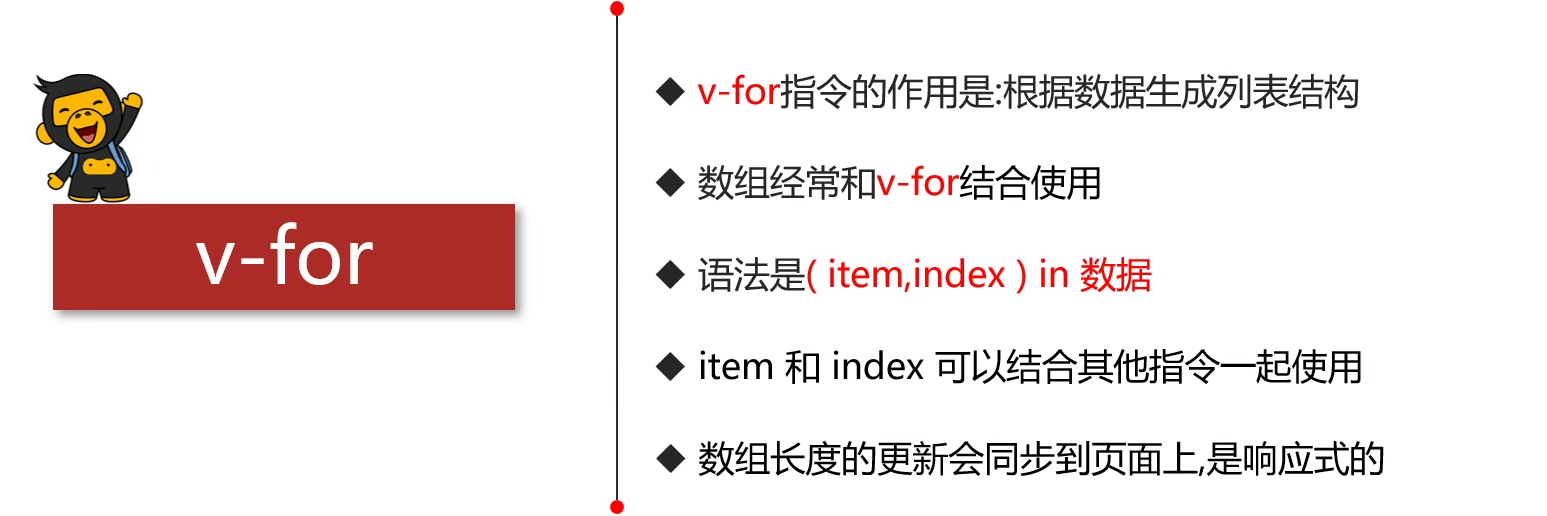 v-for
v-for指令的作用是:根据数据生成列表结构
数组经常和v-for结合使用
语法是( item,index ) in 数据
item 和 index 可以结合其他指令一起使用
数组长度的更新会同步到页面上,是响应式的